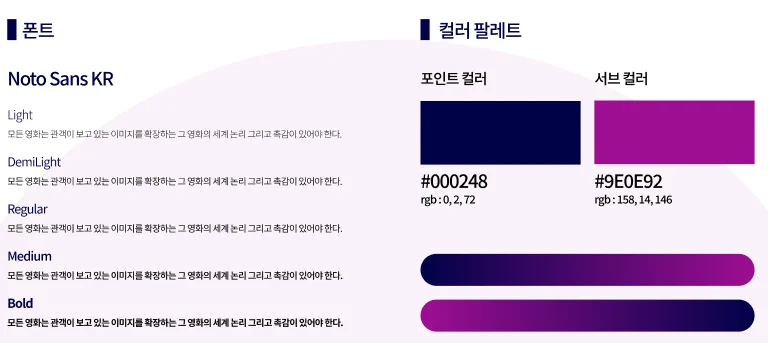 폰트
Noto Sans KR
Light
모든 영화는 관객이 보고 있는 이미지를 확장하는 그 영화의 세계 논리 그리고 촉감이 있어야 한다.
DemiLight
모든 영화는 관객이 보고 있는 이미지를 확장하는 그 영화의 세계 논리 그리고 촉감이 있어야 한다.
Regular
모든 영화는 관객이 보고 있는 이미지를 확장하는 그 영화의 세계 논리 그리고 촉감이 있어야 한다.
Medium
모든 영화는 관객이 보고 있는 이미지를 확장하는 그 영화의 세계 논리 그리고 촉감이 있어야 한다.
Bold
모든 영화는 관객이 보고 있는 이미지를 확장하는 그 영화의 세계 논리 그리고 촉감이 있어야 한다.
컬러 팔레트
포인트 컬러
#000248
rgb : 0, 2, 72
서브 컬러
#9E0E92
rgb : 158, 14, 146